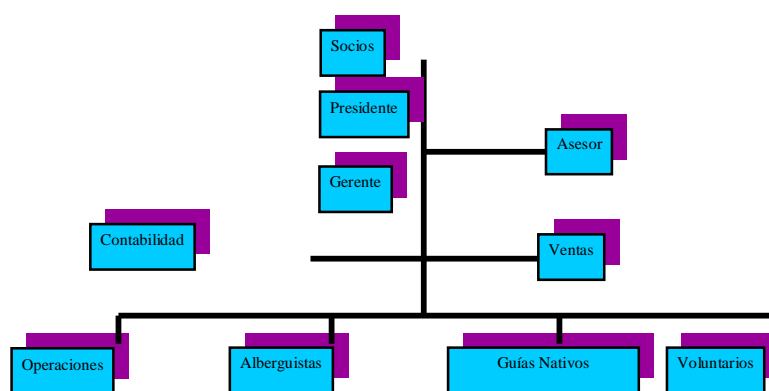 Socios
Presidente
Asesor
Gerente
Contabilidad
Ventas
Operaciones
Alberguistas
Guías Nativos
Voluntarios